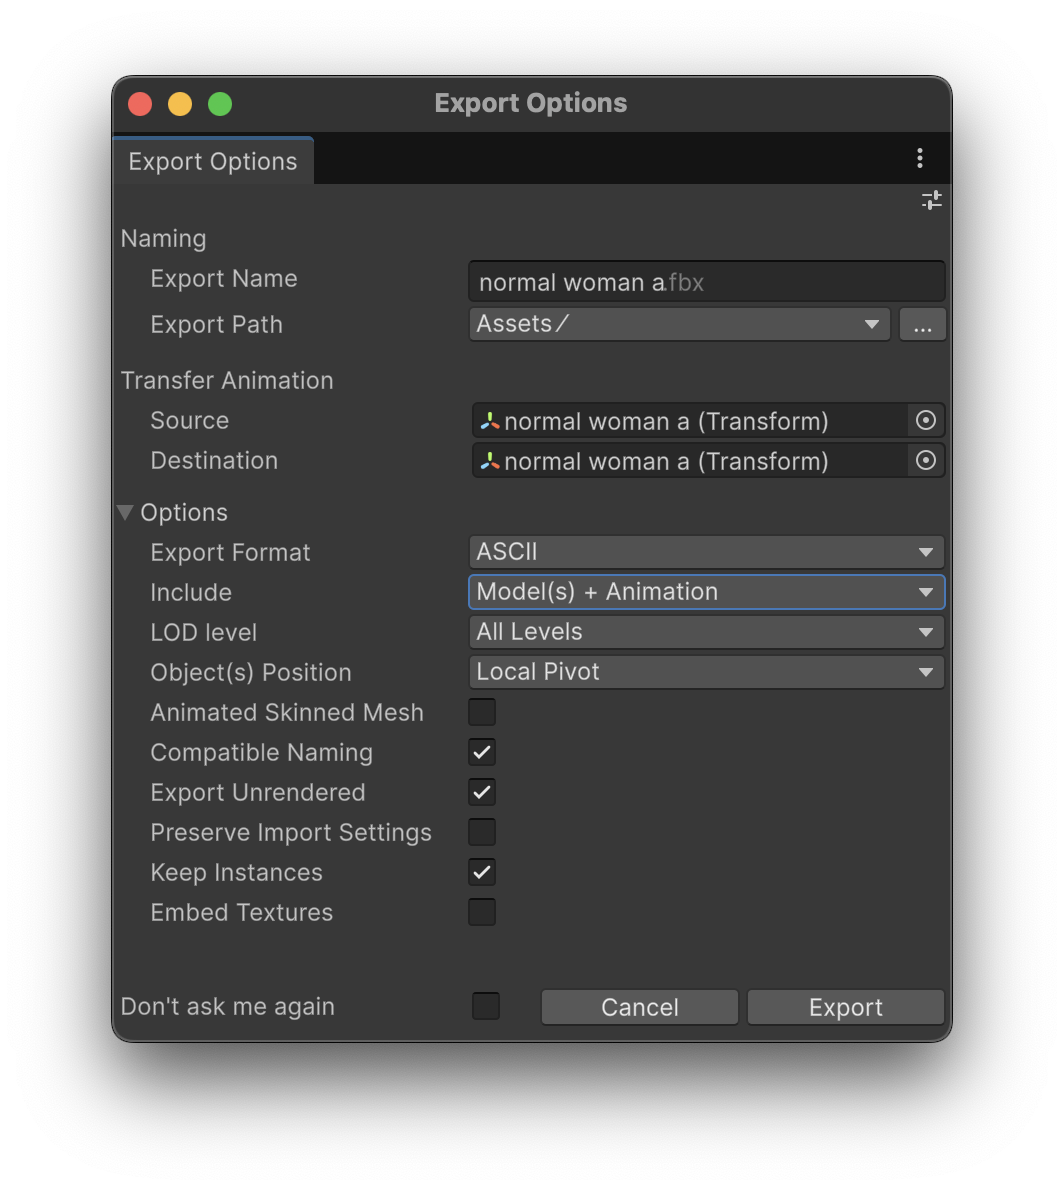 Export Options
Export Options
Naming
Export Name normal woman a.fbx
Export Path Assets/ ...
Transfer Animation
Source normal woman a (Transform)
Destination normal woman a (Transform)
Options
Export Format ASCII
Include Model(s) + Animation
LOD level All Levels
Object(s) Position Local Pivot
Animated Skinned Mesh
Compatible Naming
Export Unrendered
Preserve Import Settings
Keep Instances
Embed Textures
Don't ask me again Cancel Export